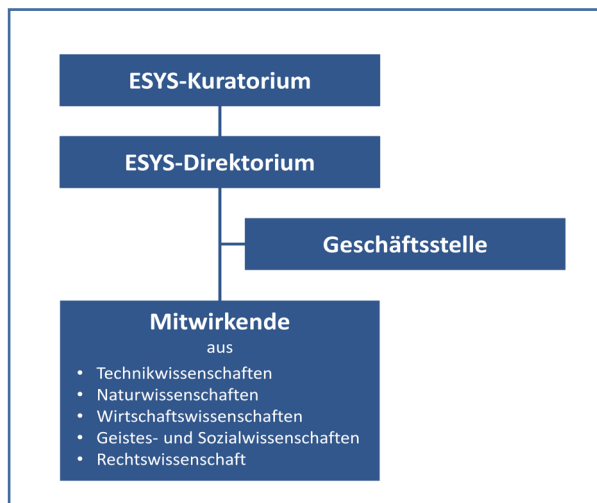 ESYS-Kuratorium
ESYS-Direktorium
Geschäftsstelle
Mitwirkende
aus
• Technikwissenschaften
• Naturwissenschaften
• Wirtschaftswissenschaften
• Geistes- und Sozialwissenschaften
• Rechtswissenschaft